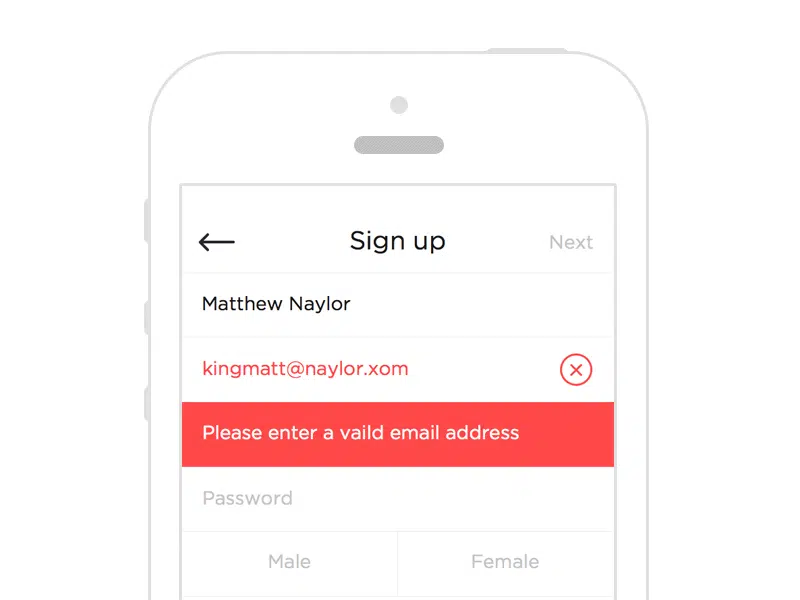 Sign up Next
Matthew Naylor
kingmatt@naylor.xom
Please enter a vaild email address
Password
Male Female